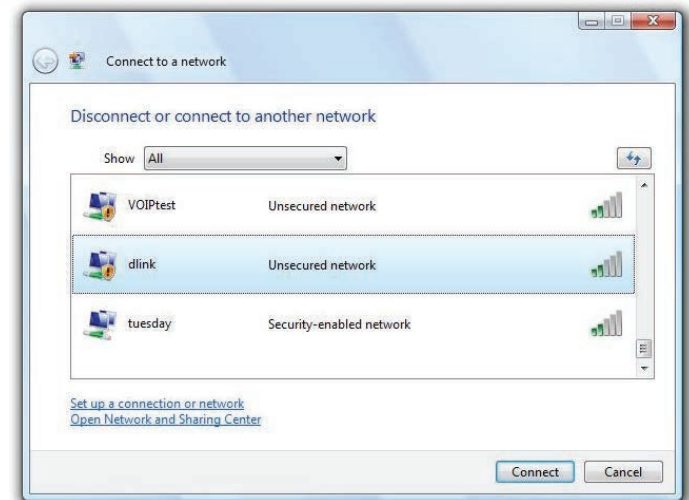 Connect to a network
Disconnect or connect to another network
Show All
VOIPtest Unsecured network
dlink Unsecured network
tuesday Security-enabled network
Set up a connection or network
Open Network and Sharing Center
Connect Cancel